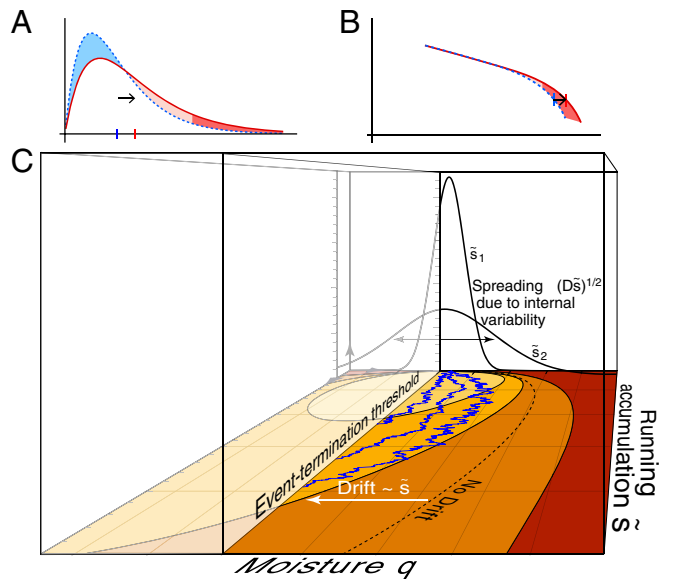 A
B
C
s̃1
Spreading (Ds̃)1/2
due to internal
variability
s̃2
Event-termination threshold
Running
accumulation s̃
Drift ~ s̃
No Drift
Moisture q